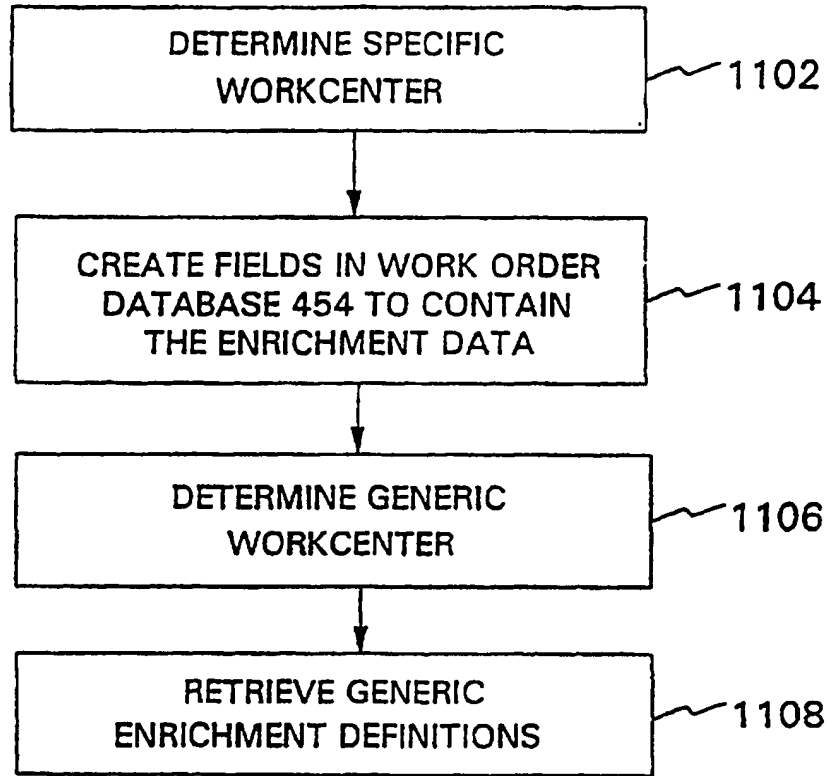 DETERMINE SPECIFIC
WORKCENTER
1102
CREATE FIELDS IN WORK ORDER
DATABASE 454 TO CONTAIN
THE ENRICHMENT DATA
1104
DETERMINE GENERIC
WORKCENTER
1106
RETRIEVE GENERIC
ENRICHMENT DEFINITIONS
1108